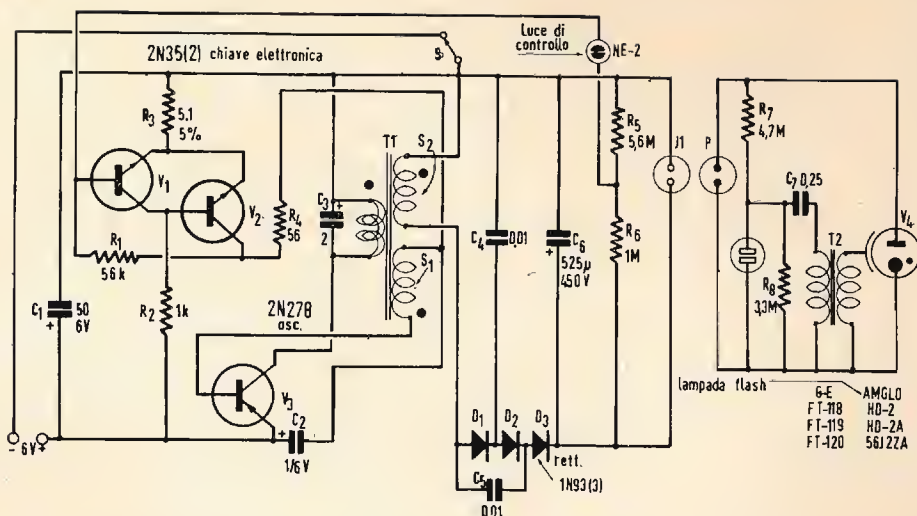 2N35(2) chiave elettronica
R3
5.1
5%
V1
V2
R1
56k
R2
1k
C1
50
6V
+
R4
56
2N278
osc.
V3
C2
1/6V
+
- 6V+
S
C3
+
2
T1
S2
S1
Luce di
controllo
NE-2
R5
5,6M
R6
1M
C4
0,01
C6
525µ
450V
+
D1
D2
D3
rett.
1N93(3)
C5
0,01
J1
P
R7
4,7M
C7 0,25
R8
3,3M
T2
V4
lampada flash
G-E
FT-118
FT-119
FT-120
AMGLO
HD-2
HD-2A
56J2ZA